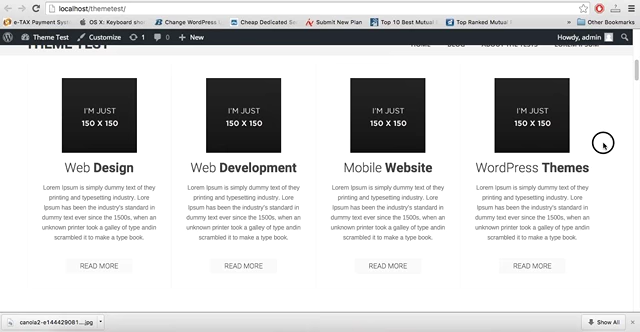 localhost/themetest/
e-TAX Payment Syst
OS X: Keyboard sho
Change WordPress
Cheap Dedicated Se
Submit New Plan
Top 10 Best Mutual
Top Ranked Mutual
»
Other Bookmarks
Theme Test
Customize
1
0
+ New
Howdy, admin
THEME TEST
HOME
BLOG
ABOUT THE TESTS
LOREM IPSUM
I'M JUST
150 X 150
Web Design
Lorem Ipsum is simply dummy text of they
printing and typesetting industry. Lore
Ipsum has been the industry's standard in
dummy text ever since the 1500s, when an
unknown printer took a galley of type andin
scrambled it to make a type book.
READ MORE
I'M JUST
150 X 150
Web Development
Lorem Ipsum is simply dummy text of they
printing and typesetting industry. Lore
Ipsum has been the industry's standard in
dummy text ever since the 1500s, when an
unknown printer took a galley of type andin
scrambled it to make a type book.
READ MORE
I'M JUST
150 X 150
Mobile Website
Lorem Ipsum is simply dummy text of they
printing and typesetting industry. Lore
Ipsum has been the industry's standard in
dummy text ever since the 1500s, when an
unknown printer took a galley of type andin
scrambled it to make a type book.
READ MORE
I'M JUST
150 X 150
WordPress Themes
Lorem Ipsum is simply dummy text of they
printing and typesetting industry. Lore
Ipsum has been the industry's standard in
dummy text ever since the 1500s, when an
unknown printer took a galley of type andin
scrambled it to make a type book.
READ MORE
canola2-e144429081....jpg
Show All